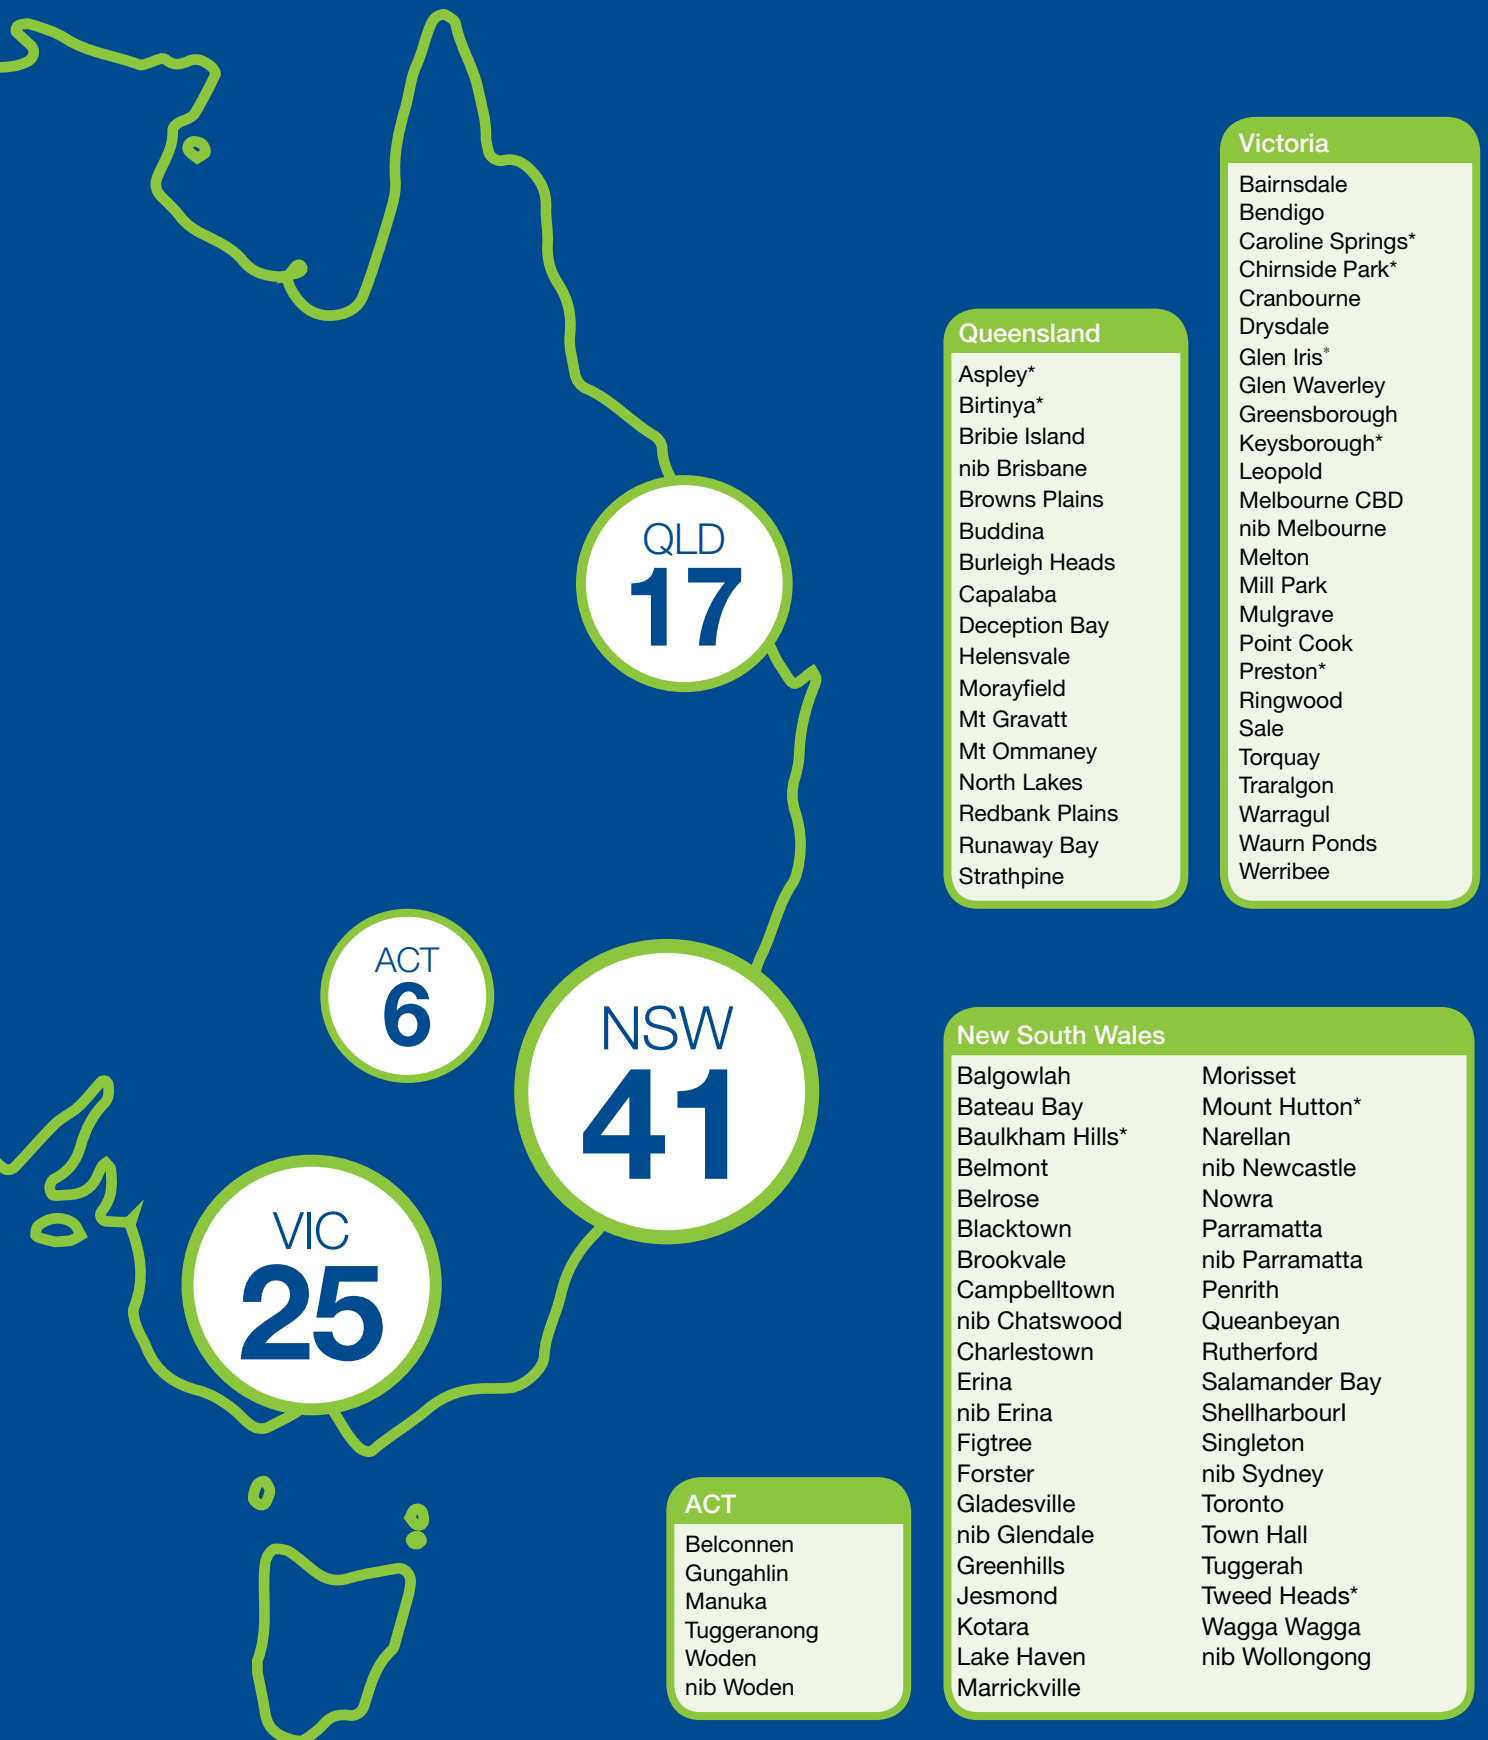 Victoria
Bairnsdale
Bendigo
Caroline Springs*
Chirnside Park*
Cranbourne
Drysdale
Glen Iris*
Glen Waverley
Greensborough
Keysborough*
Leopold
Melbourne CBD
nib Melbourne
Melton
Mill Park
Mulgrave
Point Cook
Preston*
Ringwood
Sale
Torquay
Traralgon
Warragul
Waurn Ponds
Werribee
Queensland
Aspley*
Birtinya*
Bribie Island
nib Brisbane
Browns Plains
Buddina
Burleigh Heads
Capalaba
Deception Bay
Helensvale
Morayfield
Mt Gravatt
Mt Ommaney
North Lakes
Redbank Plains
Runaway Bay
Strathpine
QLD
17
ACT
6
NSW
41
VIC
25
New South Wales
Balgowlah
Bateau Bay
Baulkham Hills*
Belmont
Belrose
Blacktown
Brookvale
Campbelltown
nib Chatswood
Charlestown
Erina
nib Erina
Figtree
Forster
Gladesville
nib Glendale
Greenhills
Jesmond
Kotara
Lake Haven
Marrickville
Morisset
Mount Hutton*
Narellan
nib Newcastle
Nowra
Parramatta
nib Parramatta
Penrith
Queanbeyan
Rutherford
Salamander Bay
Shellharbourl
Singleton
nib Sydney
Toronto
Town Hall
Tuggerah
Tweed Heads*
Wagga Wagga
nib Wollongong
ACT
Belconnen
Gungahlin
Manuka
Tuggeranong
Woden
nib Woden